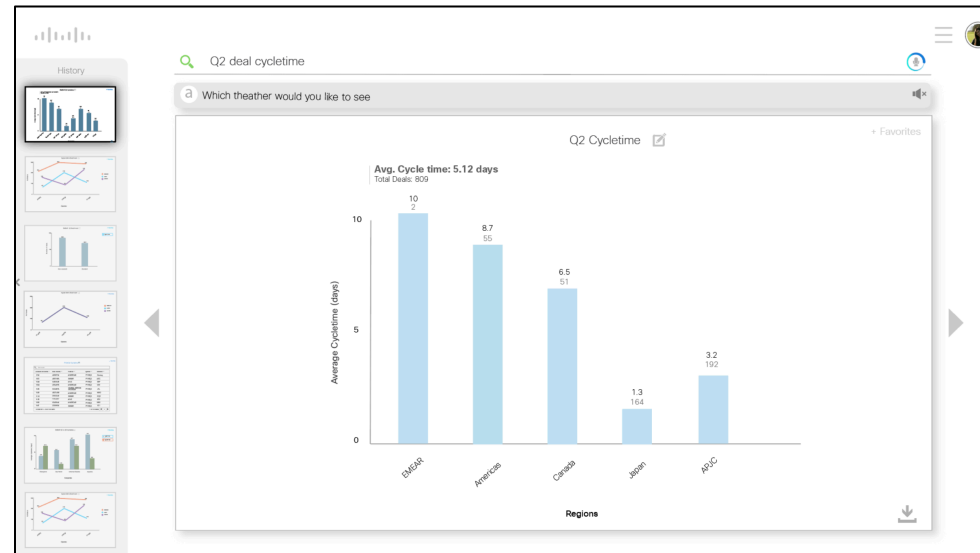 History
Q2 deal cycletime
a Which theather would you like to see
Q2 Cycletime
+ Favorites
Avg. Cycle time: 5.12 days
Total Deals: 809
Average Cycletime (days)
10
5
0
10
2
8.7
55
6.5
51
1.3
164
3.2
192
EMEAR
Americas
Canada
Japan
APJC
Regions